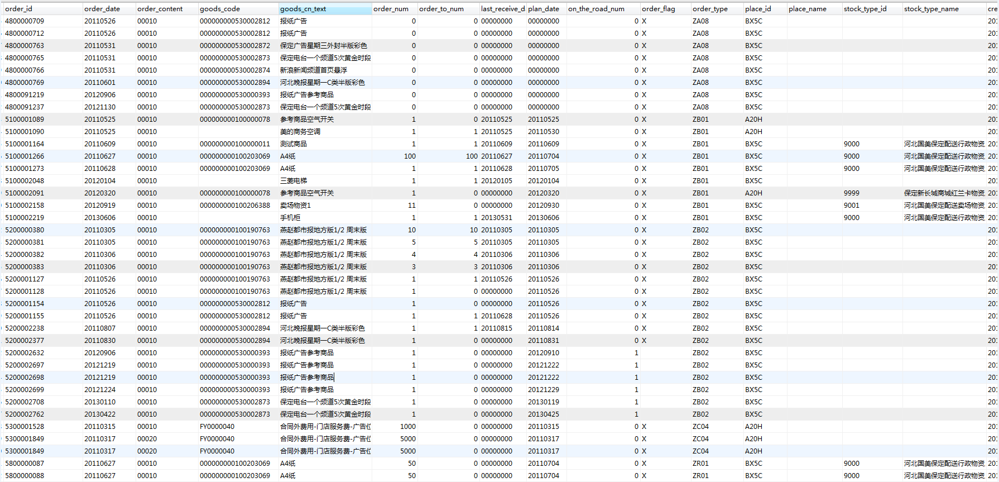 order_id order_date order_content goods_code goods_cn_text order_num order_to_num last_receive_d plan_date on_the_road_num order_flag order_type place_id place_name stock_type_id stock_type_name cre
4800000709 20110526 00010 000000000530002812 报纸广告 0 0 00000000 00000000 0 X ZA08 BX5C 201
4800000712 20110526 00010 000000000530002812 报纸广告 0 0 00000000 00000000 0 X ZA08 BX5C 201
4800000763 20110531 00010 000000000530002872 保定广告星期三外封半版彩色 0 0 00000000 00000000 0 X ZA08 BX5C 201
4800000765 20110531 00010 000000000530002873 保定电台一个频道5次黄金时段 0 0 00000000 00000000 0 X ZA08 BX5C 201
4800000766 20110531 00010 000000000530002874 新浪新闻频道首页悬浮 0 0 00000000 00000000 0 X ZA08 BX5C 201
4800000769 20110601 00010 000000000530002894 河北晚报星期一C类半版彩色 0 0 00000000 00000000 0 X ZA08 BX5C 201
4800091219 20120906 00010 000000000530000393 报纸广告参考商品 0 0 00000000 00000000 0 X ZA08 BX5C 201
4800091237 20121130 00010 000000000530002873 保定电台一个频道5次黄金时段 0 0 00000000 00000000 0 X ZA08 BX5C 201
5100001089 20110525 00010 000000000100000078 参考商品空气开关 1 0 20110525 20110525 0 X ZB01 A20H 201
5100001090 20110525 00010 美的商务空调 1 1 20110525 20110530 0 X ZB01 A20H 201
5100001164 20110609 00010 000000000100000011 测试商品 1 1 20110609 20110609 0 X ZB01 BX5C 9000 河北国美保定配送行政物资 201
5100001266 20110627 00010 000000000100203069 A4纸 100 100 20110627 20110704 0 X ZB01 BX5C 9000 河北国美保定配送行政物资 201
5100001273 20110628 00010 000000000100203069 A4纸 1 1 20110628 20110705 0 X ZB01 BX5C 9000 河北国美保定配送行政物资 201
5100002048 20120104 00010 三菱电梯 1 1 20120105 20120104 0 X ZB01 BX5C 201
5100002091 20120320 00010 000000000100000078 参考商品空气开关 1 0 00000000 20120320 0 X ZB01 A20H 9999 保定新长城商城红兰卡物资 201
5100002158 20120919 00010 000000000100206388 卖场物资1 11 0 00000000 20120930 0 X ZB01 BX5C 9001 河北国美保定配送卖场物资 201
5100002219 20130606 00010 手机柜 1 1 20130531 20130606 0 X ZB01 BX5C 9000 河北国美保定配送行政物资 201
5200000380 20110305 00010 000000000100190763 燕赵都市报地方版1/2 周末版 10 10 20110305 20110305 0 X ZB02 BX5C 201
5200000381 20110305 00010 000000000100190763 燕赵都市报地方版1/2 周末版 5 5 20110305 20110305 0 X ZB02 BX5C 201
5200000382 20110306 00010 000000000100190763 燕赵都市报地方版1/2 周末版 4 4 20110306 20110306 0 X ZB02 BX5C 201
5200000383 20110306 00010 000000000100190763 燕赵都市报地方版1/2 周末版 3 3 20110306 20110306 0 X ZB02 BX5C 201
5200001127 20110526 00010 000000000100190763 燕赵都市报地方版1/2 周末版 1 1 20110526 20110526 0 X ZB02 BX5C 201
5200001128 20110526 00010 000000000100190763 燕赵都市报地方版1/2 周末版 1 0 00000000 20110526 0 X ZB02 BX5C 201
5200001154 20110526 00010 000000000530002812 报纸广告 1 0 00000000 20110526 0 X ZB02 BX5C 201
5200001155 20110526 00010 000000000530002812 报纸广告 1 1 20110628 20110526 0 X ZB02 BX5C 201
5200002238 20110807 00010 000000000530002894 河北晚报星期一C类半版彩色 1 1 20110815 20110814 0 X ZB02 BX5C 201
5200002377 20110830 00010 000000000530002894 河北晚报星期一C类半版彩色 1 0 00000000 20110831 0 X ZB02 BX5C 201
5200002632 20120906 00010 000000000530000393 报纸广告参考商品 1 0 00000000 20120910 1 ZB02 BX5C 201
5200002697 20121219 00010 000000000530000393 报纸广告参考商品 1 0 00000000 20121222 1 ZB02 BX5C 201
5200002698 20121219 00010 000000000530000393 报纸广告参考商品 1 0 00000000 20121222 1 ZB02 BX5C 201
5200002699 20121224 00010 000000000530000393 报纸广告参考商品 1 0 00000000 20121229 1 ZB02 BX5C 201
5200002708 20130110 00010 000000000530002873 保定电台一个频道5次黄金时段 1 0 00000000 20130119 1 ZB02 BX5C 201
5200002762 20130422 00010 000000000530002873 保定电台一个频道5次黄金时段 1 0 00000000 20130425 1 ZB02 BX5C 201
5300001528 20110315 00010 FY0000040 合同外费用-门店服务费-广告位 1000 0 00000000 20110315 0 X ZC04 A20H 201
5300001849 20110317 00020 FY0000040 合同外费用-门店服务费-广告位 5000 0 00000000 20110317 0 X ZC04 A20H 201
5300001849 20110317 00020 FY0000040 合同外费用-门店服务费-广告位 5000 0 00000000 20110317 0 X ZC04 A20H 201
5800000087 20110627 00010 000000000100203069 A4纸 50 0 00000000 20110704 0 X ZR01 BX5C 9000 河北国美保定配送行政物资 201
5800000088 20110627 00010 000000000100203069 A4纸 50 0 00000000 20110704 0 X ZR01 BX5C 9000 河北国美保定配送行政物资 201